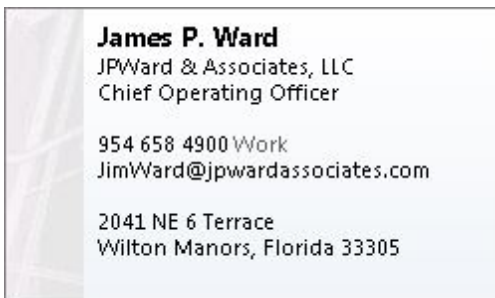 James P. Ward
JPWard & Associates, LLC
Chief Operating Officer
954 658 4900 Work
JimWard@jpwardassociates.com
2041 NE 6 Terrace
Wilton Manors, Florida 33305